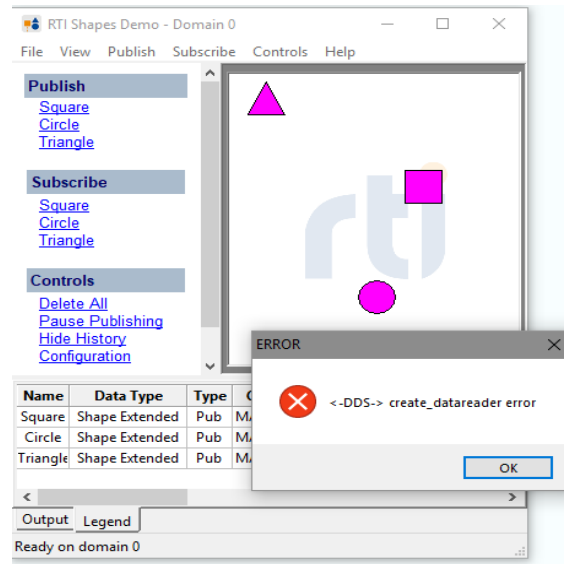 RTI Shapes Demo - Domain 0
File View Publish Subscribe Controls Help
Publish
Square
Circle
Triangle
Subscribe
Square
Circle
Triangle
Controls
Delete All
Pause Publishing
Hide History
Configuration
rti
ERROR
<-DDS-> create_datareader error
OK
Name Data Type Type
Square Shape Extended Pub
Circle Shape Extended Pub
Triangle Shape Extended Pub
Output Legend
Ready on domain 0